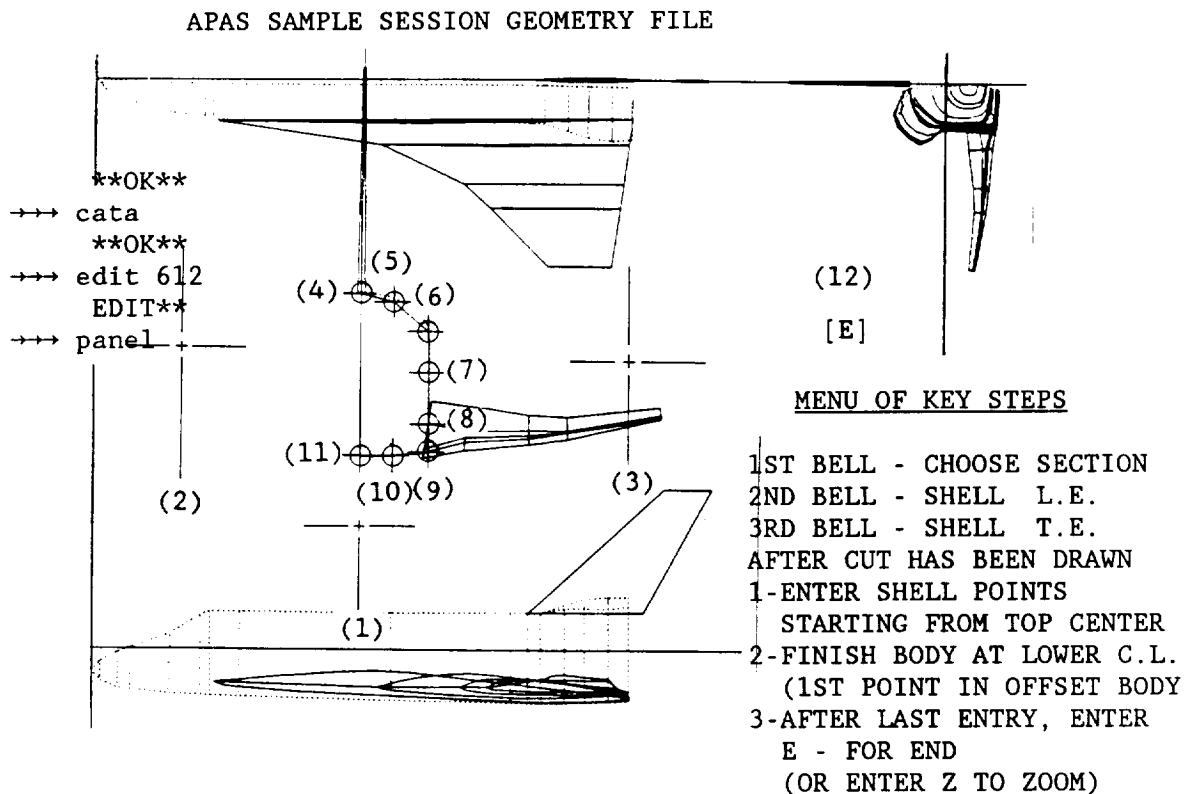 APAS SAMPLE SESSION GEOMETRY FILE
**OK**
→→→ cata
**OK**
→→→ edit 612
EDIT**
→→→ panel
(5)
(4)
(6)
(7)
(8)
(11)
(10)
(9)
(2)
(3)
(1)
(12)
[E]
MENU OF KEY STEPS
1ST BELL - CHOOSE SECTION
2ND BELL - SHELL L.E.
3RD BELL - SHELL T.E.
AFTER CUT HAS BEEN DRAWN
1-ENTER SHELL POINTS
STARTING FROM TOP CENTER
2-FINISH BODY AT LOWER C.L.
(1ST POINT IN OFFSET BODY
3-AFTER LAST ENTRY, ENTER
E - FOR END
(OR ENTER Z TO ZOOM)